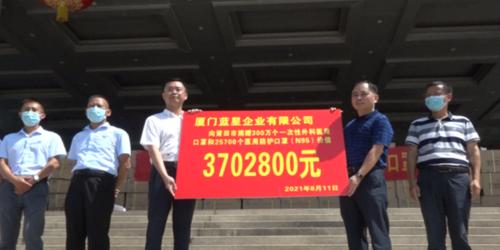 厦门蓝星企业有限公司
向莆田市捐赠300万个一次性外科医用
口罩和25700个医用防护口罩(N95)价值
3702800元
2021年8月11日